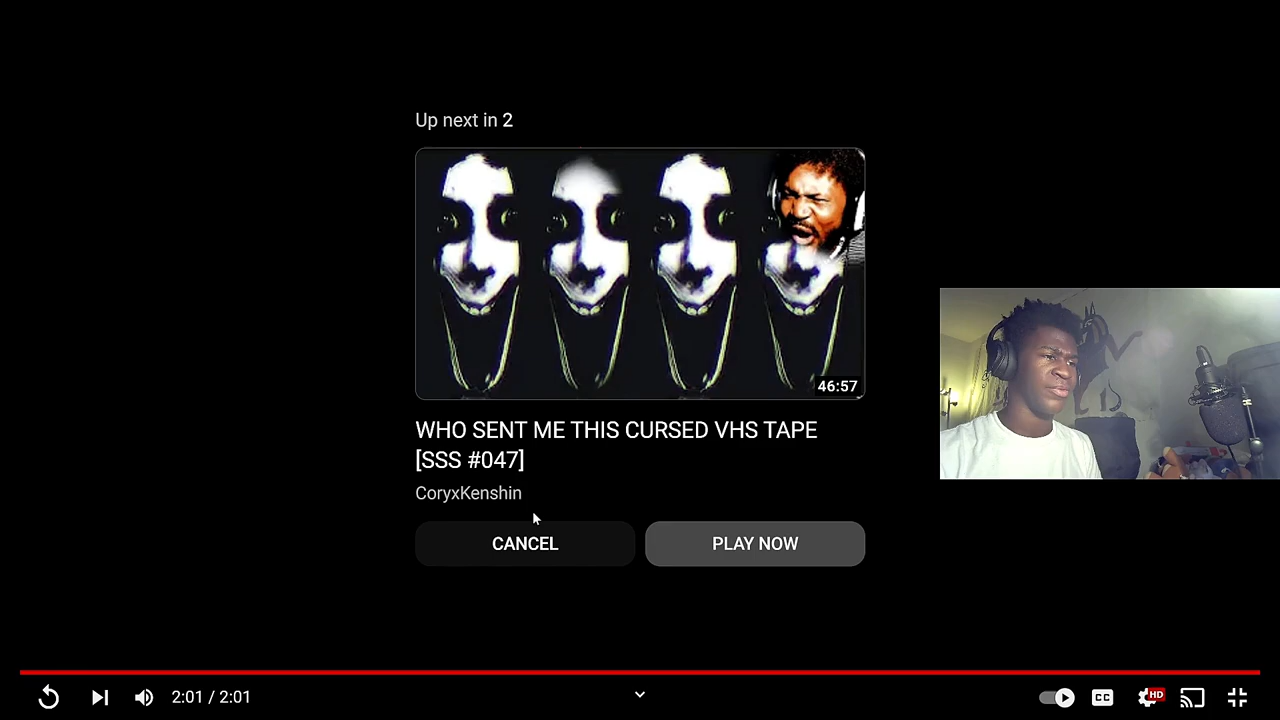 Up next in 2
46:57
WHO SENT ME THIS CURSED VHS TAPE
[SSS #047]
CoryxKenshin
CANCEL
PLAY NOW
2:01 / 2:01
CC
HD